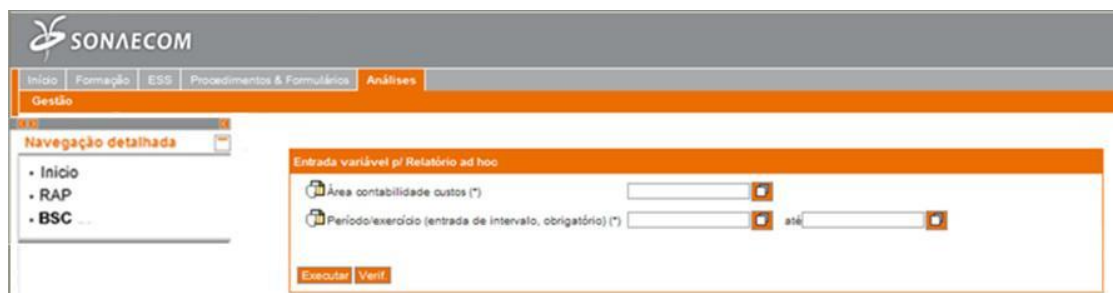 SONAECOM
Início Formação ESS Procedimentos & Formulários Análises
Gestão
Navegação detalhada
• Inicio
• RAP
• BSC
Entrada variável p/ Relatório ad hoc
Área contabilidade custos (*)
Período/exercício (entrada de intervalo, obrigatório) (*) até
Executar Verif.